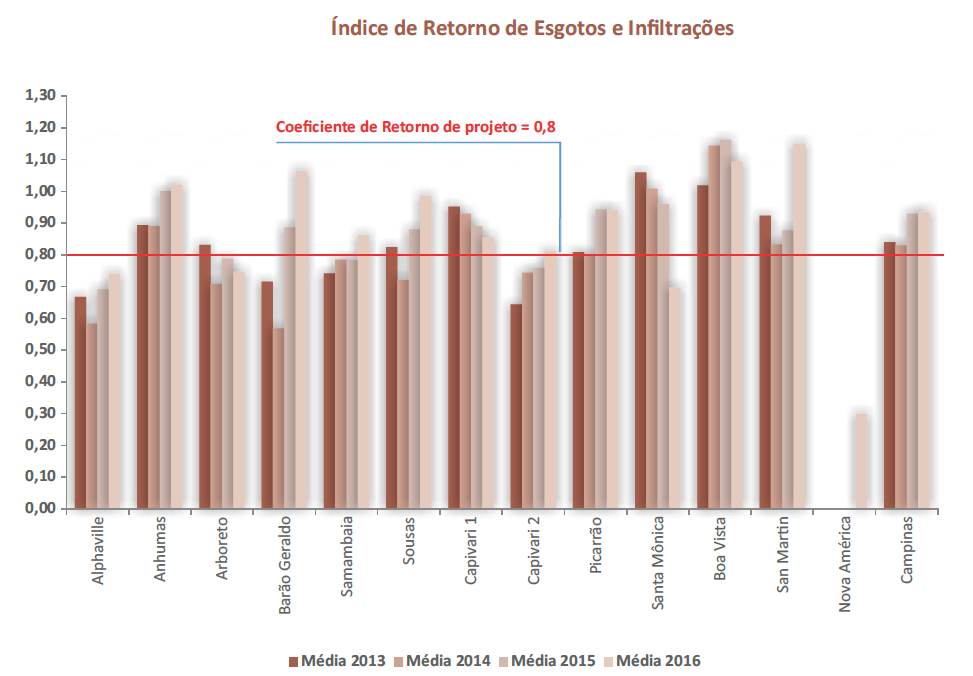 Índice de Retorno de Esgotos e Infiltrações
1,30
1,20
1,10
1,00
0,90
0,80
0,70
0,60
0,50
0,40
0,30
0,20
0,10
0,00
Coeficiente de Retorno de projeto = 0,8
Alphaville
Anhumas
Arboreto
Barão Geraldo
Samambaia
Sousas
Capivari 1
Capivari 2
Picarrão
Santa Mônica
Boa Vista
San Martin
Nova América
Campinas
Média 2013 Média 2014 Média 2015 Média 2016